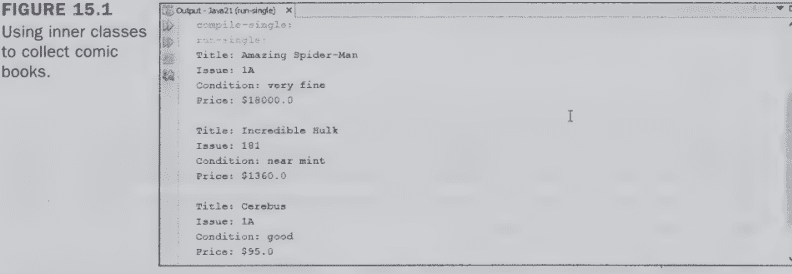 FIGURE 15.1
Using inner classes
to collect comic
books.
Output - Java21 (run-single) ×
compile-single:
run-single:
Title: Amazing Spider-Man
Issue: 1A
Condition: very fine
Price: $18000.0
Title: Incredible Hulk
Issue: 181
Condition: near mint
Price: $1360.0
Title: Cerebus
Issue: 1A
Condition: good
Price: $95.0